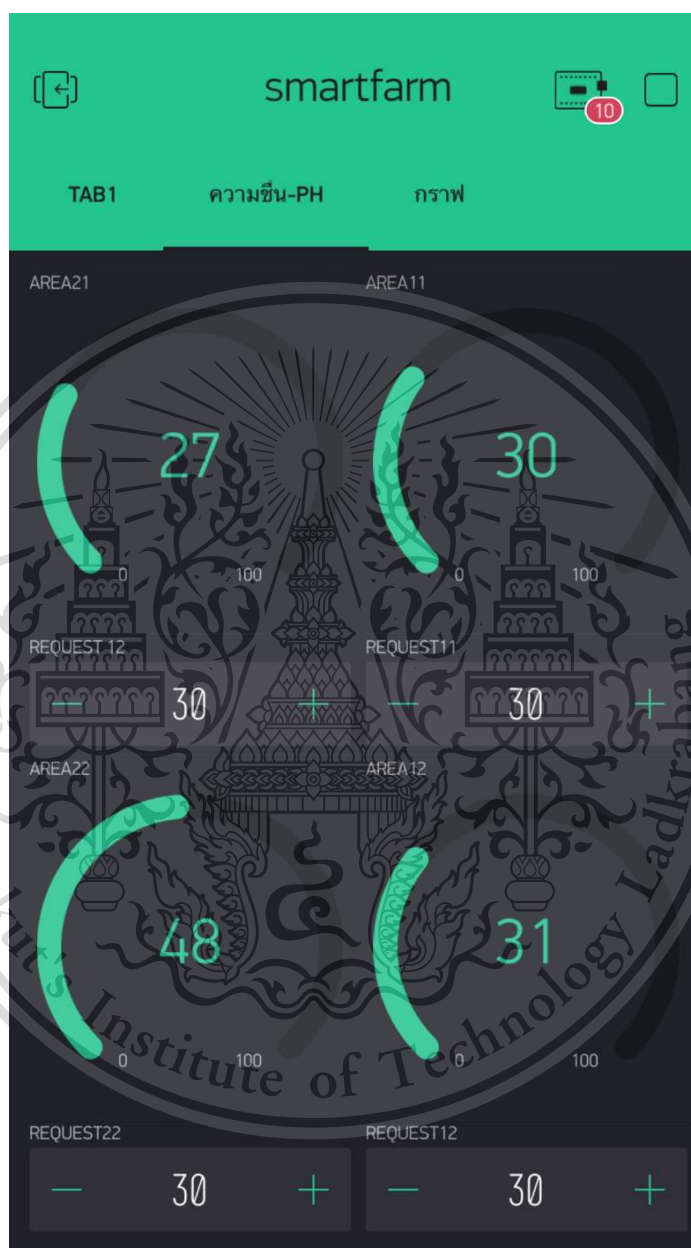 smartfarm
10
TAB1 ความชื้น-PH กราฟ
AREA21 AREA11
27 30
0 100 0 100
REQUEST 12 REQUEST11
− 30 + − 30 +
AREA22 AREA12
48 31
0 100 0 100
REQUEST22 REQUEST12
− 30 + − 30 +
kut's Institute of Technology Ladkrabang